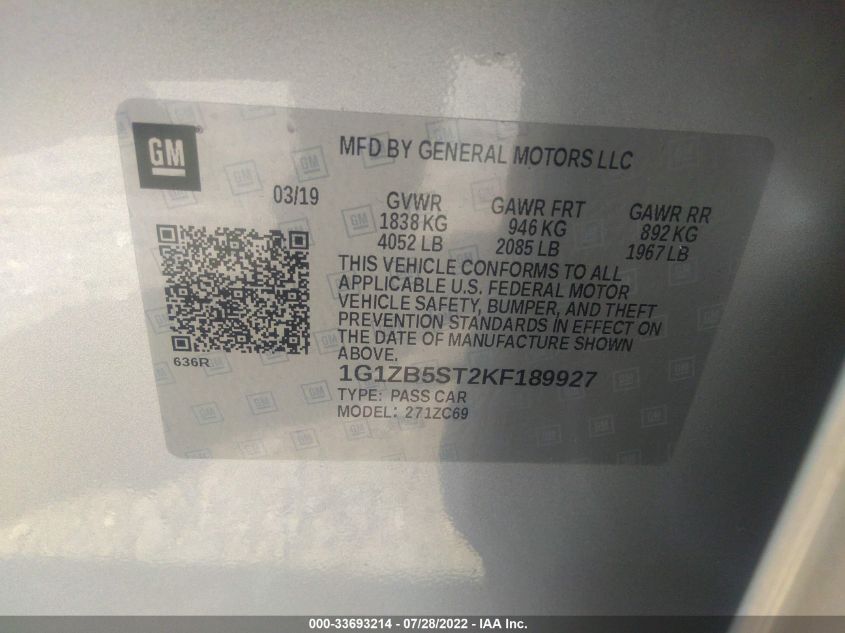 GM
MFD BY GENERAL MOTORS LLC
03/19
GVWR
1838 KG
4052 LB
GAWR FRT
946 KG
2085 LB
GAWR RR
892 KG
1967 LB
THIS VEHICLE CONFORMS TO ALL
APPLICABLE U.S. FEDERAL MOTOR
VEHICLE SAFETY, BUMPER, AND THEFT
PREVENTION STANDARDS IN EFFECT ON
THE DATE OF MANUFACTURE SHOWN
ABOVE.
636R
1G1ZB5ST2KF189927
TYPE: PASS CAR
MODEL: 271ZC69
000-33693214 - 07/28/2022 - IAA Inc.